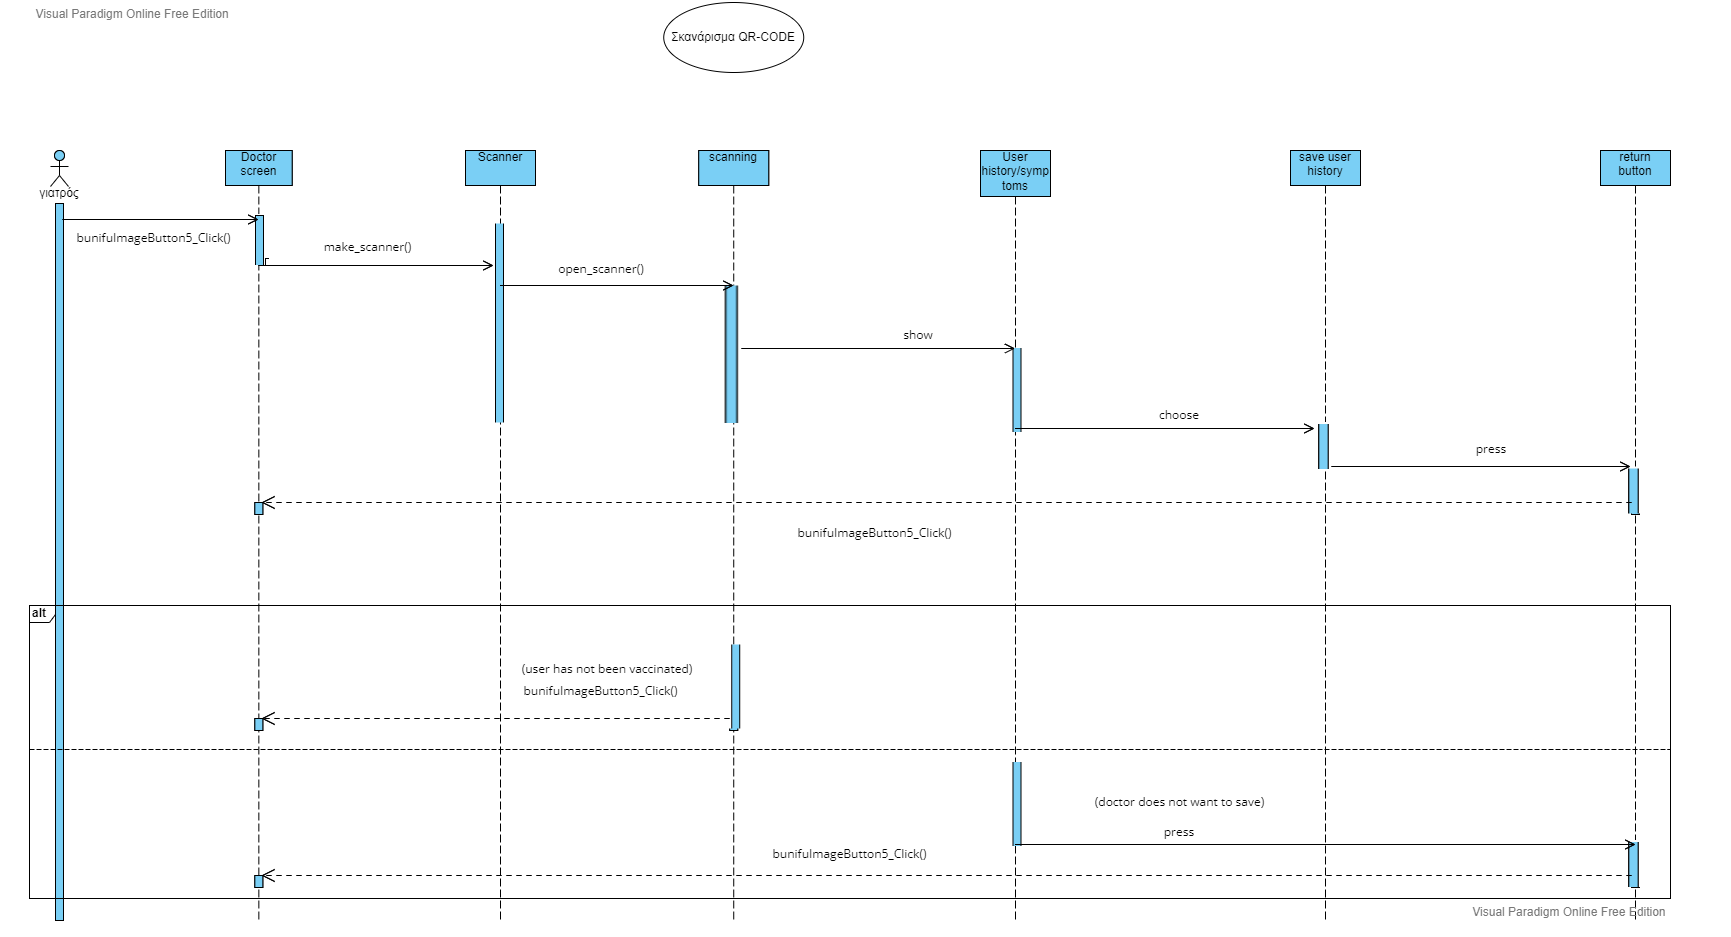 Visual Paradigm Online Free Edition
Σκανάρισμα QR-CODE
γιατρός
Doctor
screen
Scanner
scanning
User
history/symp
toms
save user
history
return
button
bunifuImageButton5_Click()
make_scanner()
open_scanner()
show
choose
press
bunifuImageButton5_Click()
alt
(user has not been vaccinated)
bunifuImageButton5_Click()
(doctor does not want to save)
press
bunifuImageButton5_Click()
Visual Paradigm Online Free Edition